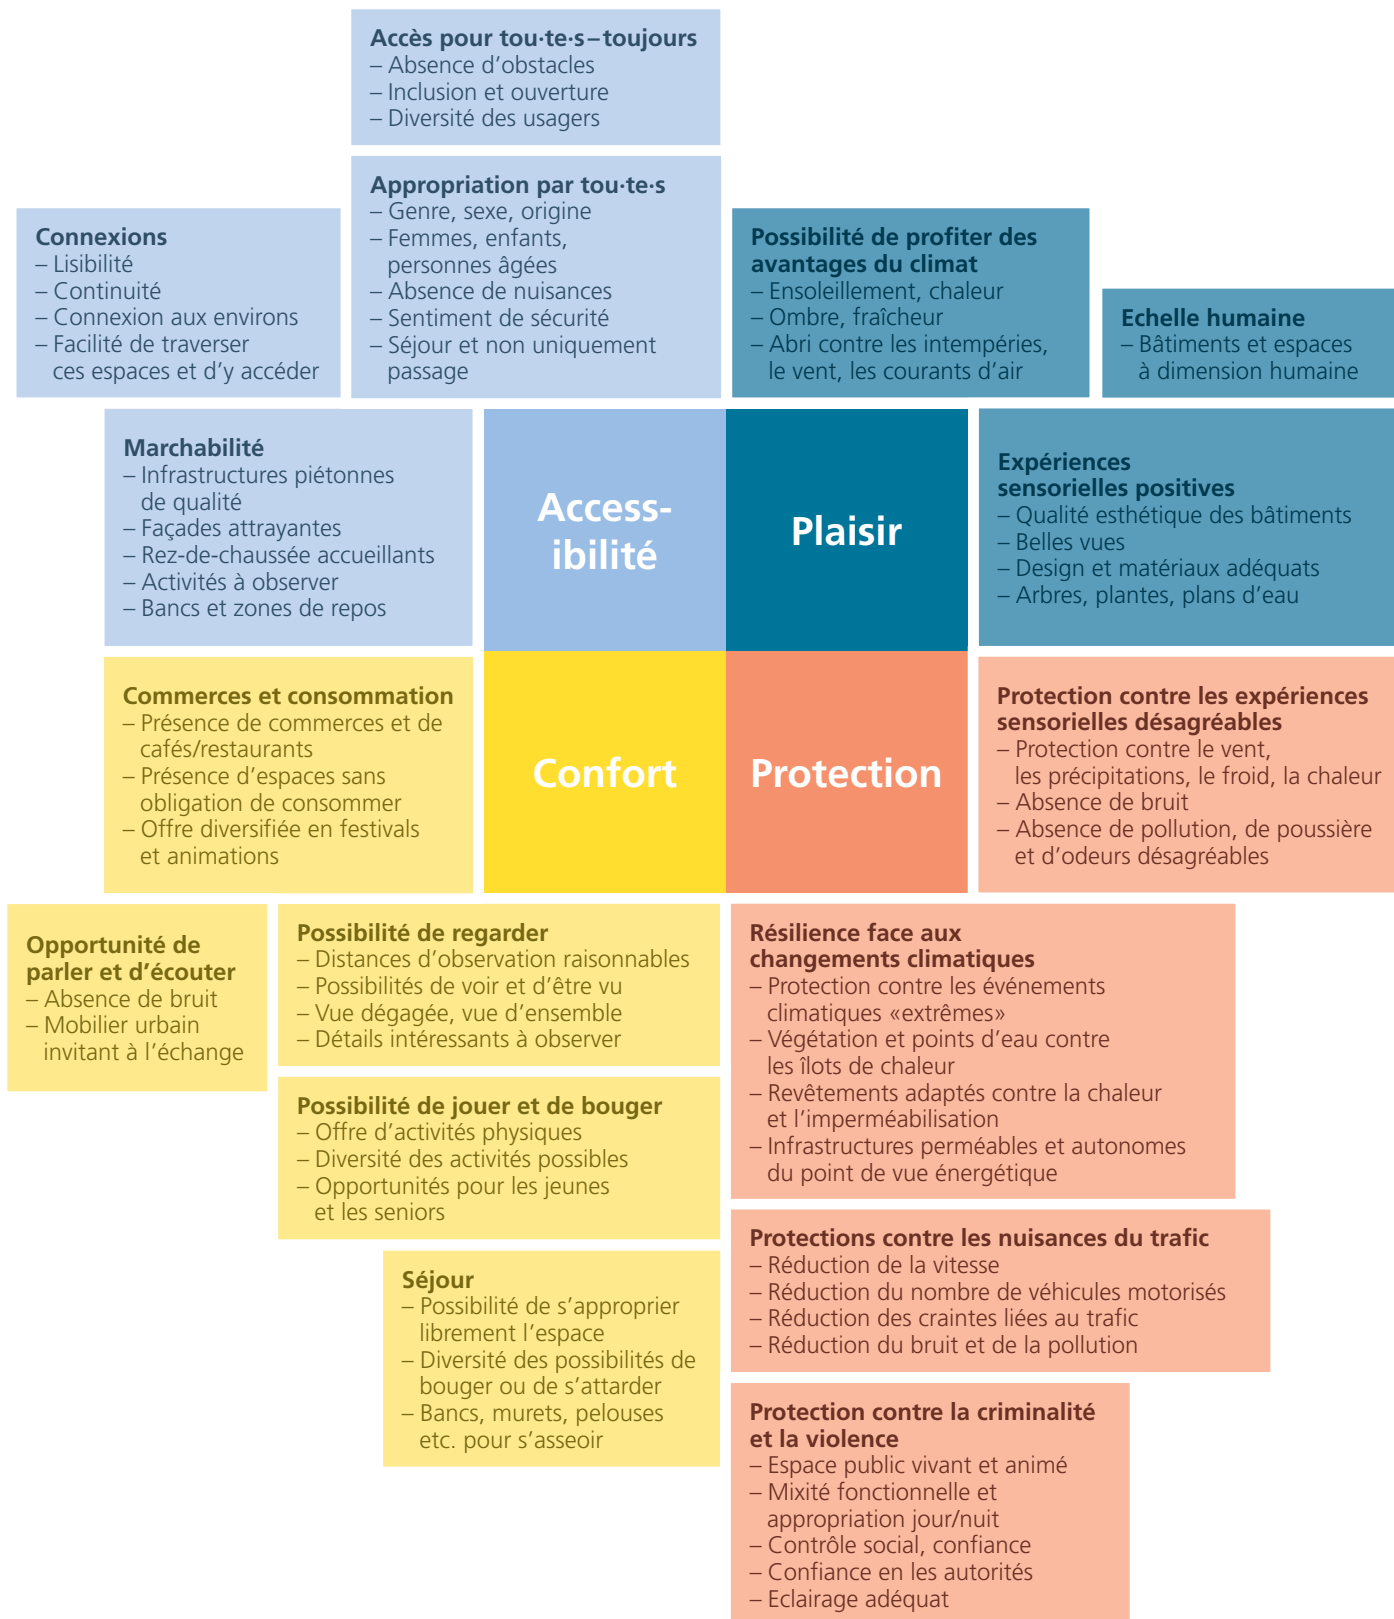 Accès pour tou·te·s – toujours
– Absence d’obstacles
– Inclusion et ouverture
– Diversité des usagers
Appropriation par tou·te·s
– Genre, sexe, origine
– Femmes, enfants,
personnes âgées
– Absence de nuisances
– Sentiment de sécurité
– Séjour et non uniquement
passage
Connexions
– Lisibilité
– Continuité
– Connexion aux environs
– Facilité de traverser
ces espaces et d’y accéder
Possibilité de profiter des
avantages du climat
– Ensoleillement, chaleur
– Ombre, fraîcheur
– Abri contre les intempéries,
le vent, les courants d’air
Echelle humaine
– Bâtiments et espaces
à dimension humaine
Marchabilité
– Infrastructures piétonnes
de qualité
– Façades attrayantes
– Rez-de-chaussée accueillants
– Activités à observer
– Bancs et zones de repos
Access-
ibilité
Plaisir
Expériences
sensorielles positives
– Qualité esthétique des bâtiments
– Belles vues
– Design et matériaux adéquats
– Arbres, plantes, plans d’eau
Commerces et consommation
– Présence de commerces et de
cafés/restaurants
– Présence d’espaces sans
obligation de consommer
– Offre diversifiée en festivals
et animations
Confort
Protection
Protection contre les expériences
sensorielles désagréables
– Protection contre le vent,
les précipitations, le froid, la chaleur
– Absence de bruit
– Absence de pollution, de poussière
et d’odeurs désagréables
Opportunité de
parler et d’écouter
– Absence de bruit
– Mobilier urbain
invitant à l’échange
Possibilité de regarder
– Distances d’observation raisonnables
– Possibilités de voir et d’être vu
– Vue dégagée, vue d’ensemble
– Détails intéressants à observer
Résilience face aux
changements climatiques
– Protection contre les événements
climatiques «extrêmes»
– Végétation et points d’eau contre
les îlots de chaleur
– Revêtements adaptés contre la chaleur
et l’imperméabilisation
– Infrastructures perméables et autonomes
du point de vue énergétique
Possibilité de jouer et de bouger
– Offre d’activités physiques
– Diversité des activités possibles
– Opportunités pour les jeunes
et les seniors
Protections contre les nuisances du trafic
– Réduction de la vitesse
– Réduction du nombre de véhicules motorisés
– Réduction des craintes liées au trafic
– Réduction du bruit et de la pollution
Séjour
– Possibilité de s’approprier
librement l’espace
– Diversité des possibilités de
bouger ou de s’attarder
– Bancs, murets, pelouses
etc. pour s’asseoir
Protection contre la criminalité
et la violence
– Espace public vivant et animé
– Mixité fonctionnelle et
appropriation jour/nuit
– Contrôle social, confiance
– Confiance en les autorités
– Eclairage adéquat